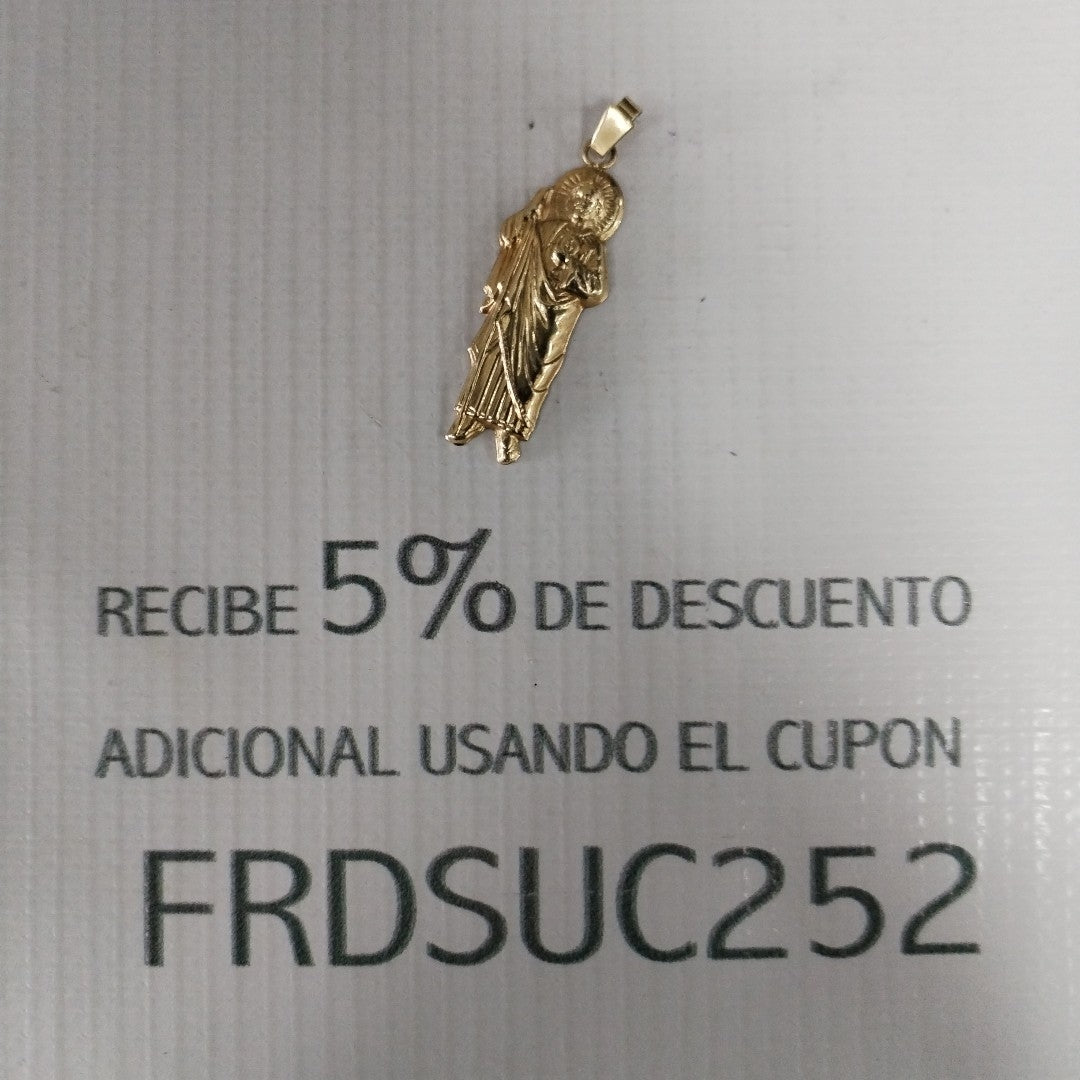 RECIBE 5% DE DESCUENTO
ADICIONAL USANDO EL CUPON
FRDSUC252